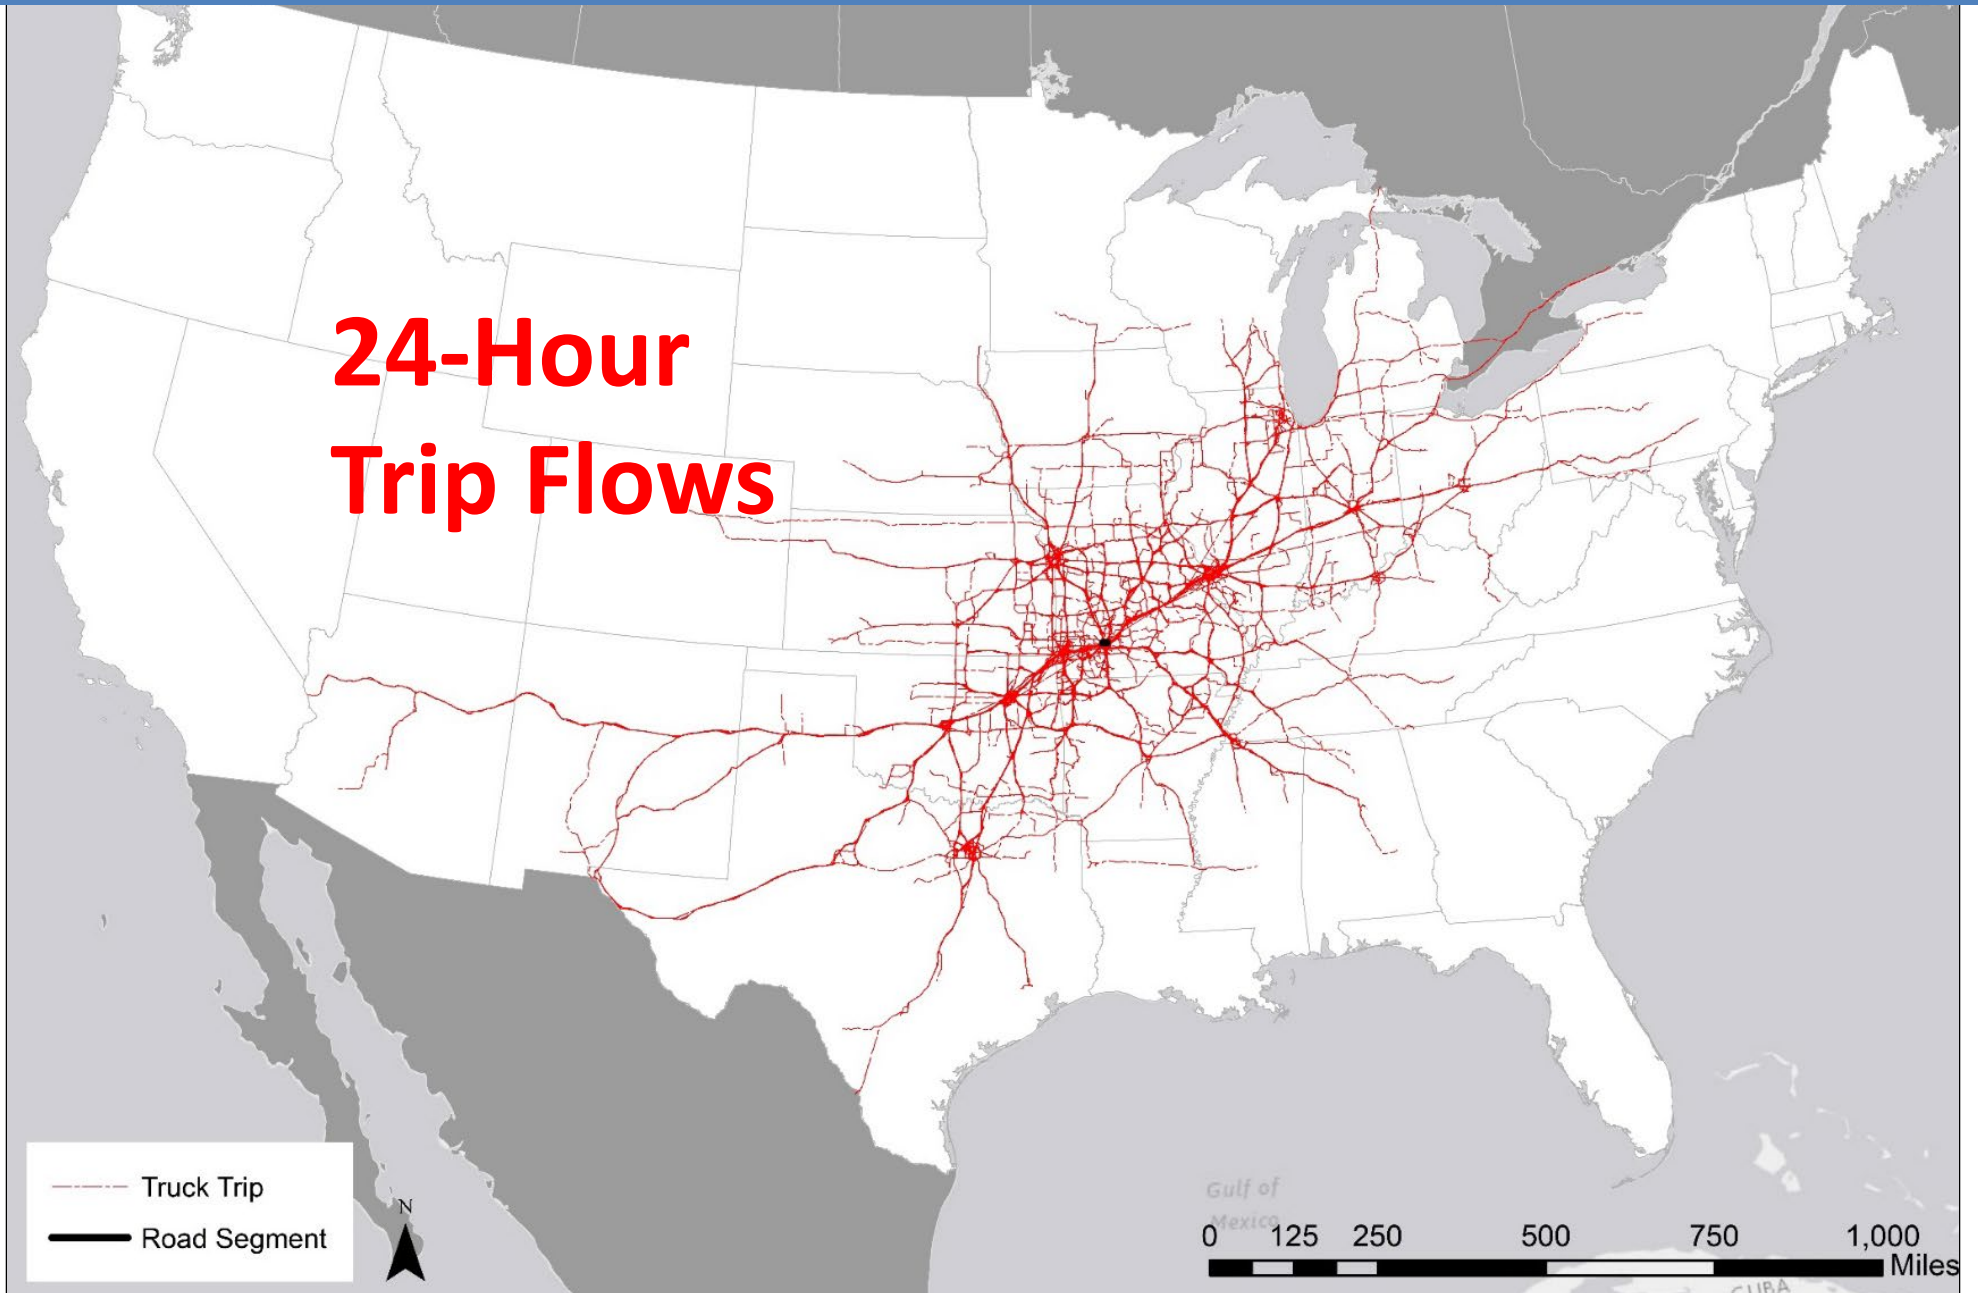 24-Hour
Trip Flows
Truck Trip
Road Segment
N
Gulf of
Mexico
0 125 250 500 750 1,000
Miles
CUBA